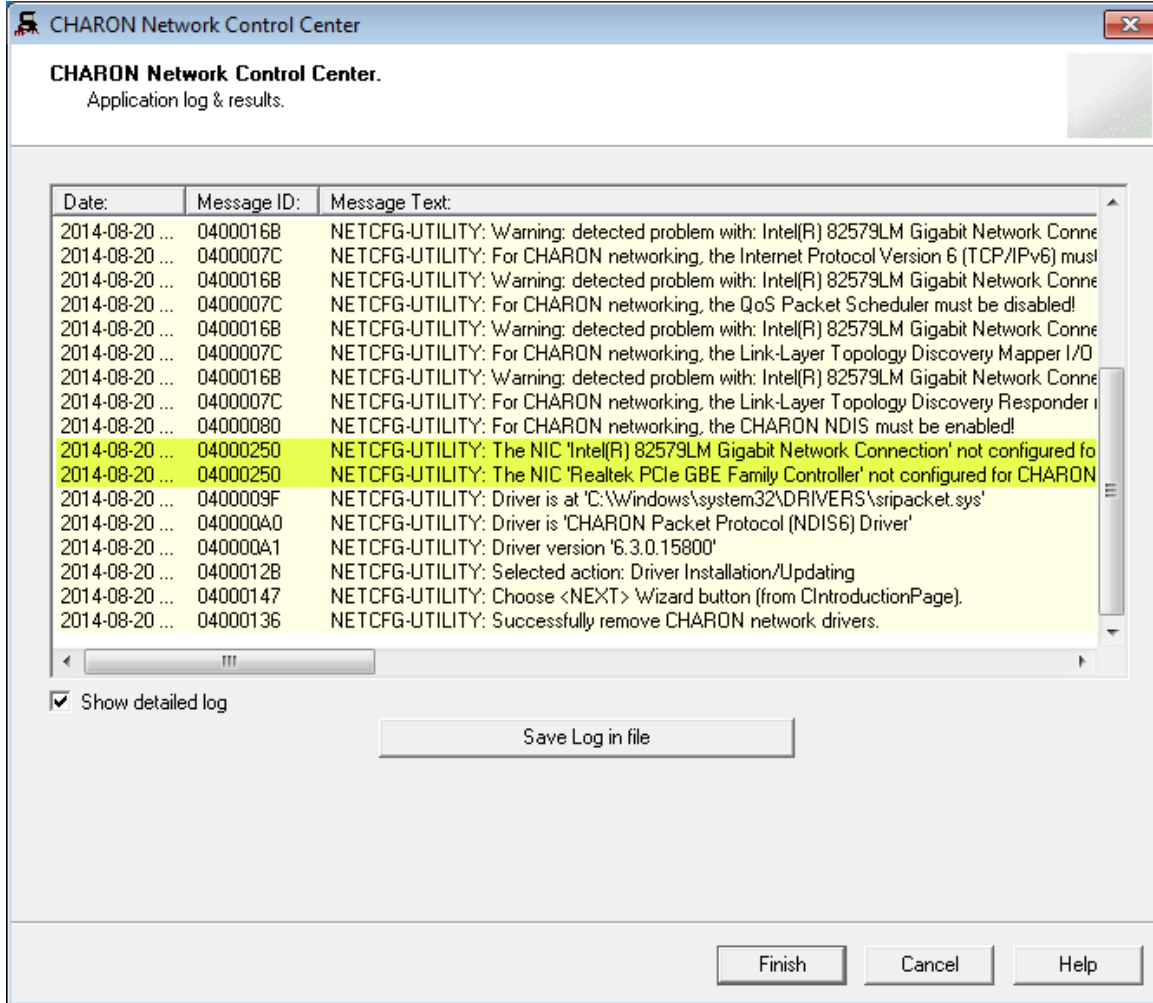 CHARON Network Control Center
CHARON Network Control Center.
Application log & results.
Date: Message ID: Message Text:
2014-08-20 ... 0400016B NETCFG-UTILITY: Warning: detected problem with: Intel(R) 82579LM Gigabit Network Conne
2014-08-20 ... 0400007C NETCFG-UTILITY: For CHARON networking, the Internet Protocol Version 6 (TCP/IPv6) must
2014-08-20 ... 0400016B NETCFG-UTILITY: Warning: detected problem with: Intel(R) 82579LM Gigabit Network Conne
2014-08-20 ... 0400007C NETCFG-UTILITY: For CHARON networking, the QoS Packet Scheduler must be disabled!
2014-08-20 ... 0400016B NETCFG-UTILITY: Warning: detected problem with: Intel(R) 82579LM Gigabit Network Conne
2014-08-20 ... 0400007C NETCFG-UTILITY: For CHARON networking, the Link-Layer Topology Discovery Mapper I/O
2014-08-20 ... 0400016B NETCFG-UTILITY: Warning: detected problem with: Intel(R) 82579LM Gigabit Network Conne
2014-08-20 ... 0400007C NETCFG-UTILITY: For CHARON networking, the Link-Layer Topology Discovery Responder
2014-08-20 ... 04000080 NETCFG-UTILITY: For CHARON networking, the CHARON NDIS must be enabled!
2014-08-20 ... 04000250 NETCFG-UTILITY: The NIC 'Intel(R) 82579LM Gigabit Network Connection' not configured fo
2014-08-20 ... 04000250 NETCFG-UTILITY: The NIC 'Realtek PCIe GBE Family Controller' not configured for CHARON
2014-08-20 ... 0400009F NETCFG-UTILITY: Driver is at 'C:\Windows\system32\DRIVERS\sripacket.sys'
2014-08-20 ... 040000A0 NETCFG-UTILITY: Driver is 'CHARON Packet Protocol (NDIS6) Driver'
2014-08-20 ... 040000A1 NETCFG-UTILITY: Driver version '6.3.0.15800'
2014-08-20 ... 0400012B NETCFG-UTILITY: Selected action: Driver Installation/Updating
2014-08-20 ... 04000147 NETCFG-UTILITY: Choose <NEXT> Wizard button (from CIntroductionPage).
2014-08-20 ... 04000136 NETCFG-UTILITY: Successfully remove CHARON network drivers.
Show detailed log
Save Log in file
Finish Cancel Help